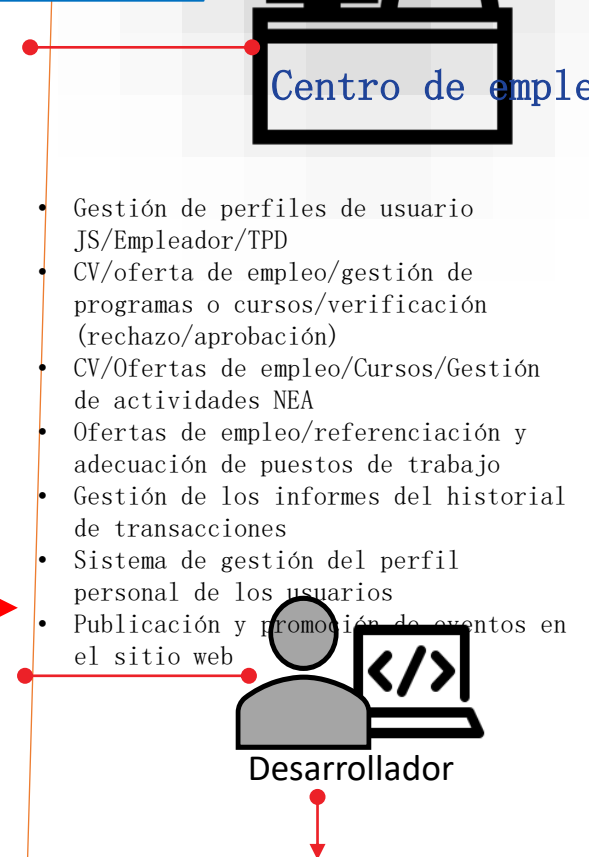 Centro de emple
• Gestión de perfiles de usuario
JS/Empleador/TPD
• CV/oferta de empleo/gestión de
programas o cursos/verificación
(rechazo/aprobación)
• CV/Ofertas de empleo/Cursos/Gestión
de actividades NEA
• Ofertas de empleo/referenciación y
adecuación de puestos de trabajo
• Gestión de los informes del historial
de transacciones
• Sistema de gestión del perfil
personal de los usuarios
• Publicación y promoción de eventos en
el sitio web
</>
Desarrollador